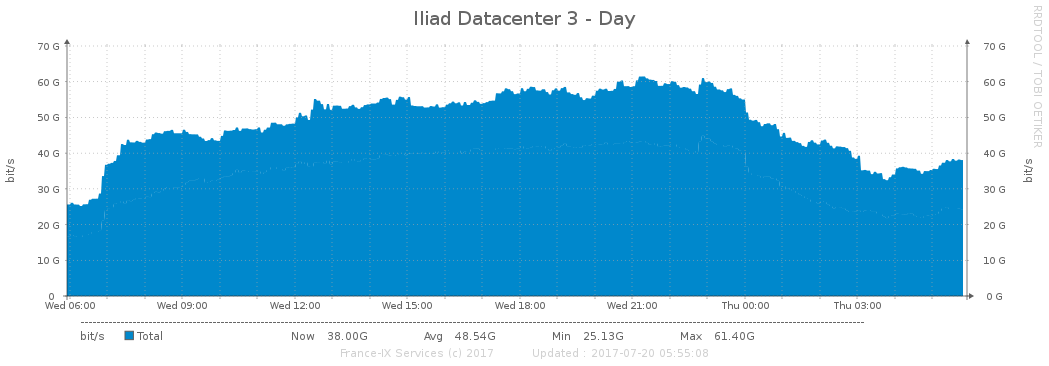 Iliad Datacenter 3 - Day
RRDTOOL / TOBI OETIKER
bit/s
70 G
60 G
50 G
40 G
30 G
20 G
10 G
0
70 G
60 G
50 G
40 G
30 G
20 G
10 G
0 G
bit/s
Wed 06:00 Wed 09:00 Wed 12:00 Wed 15:00 Wed 18:00 Wed 21:00 Thu 00:00 Thu 03:00
bit/s Total Now 38.00G Avg 48.54G Min 25.13G Max 61.40G
France-IX Services (c) 2017 Updated : 2017-07-20 05:55:08